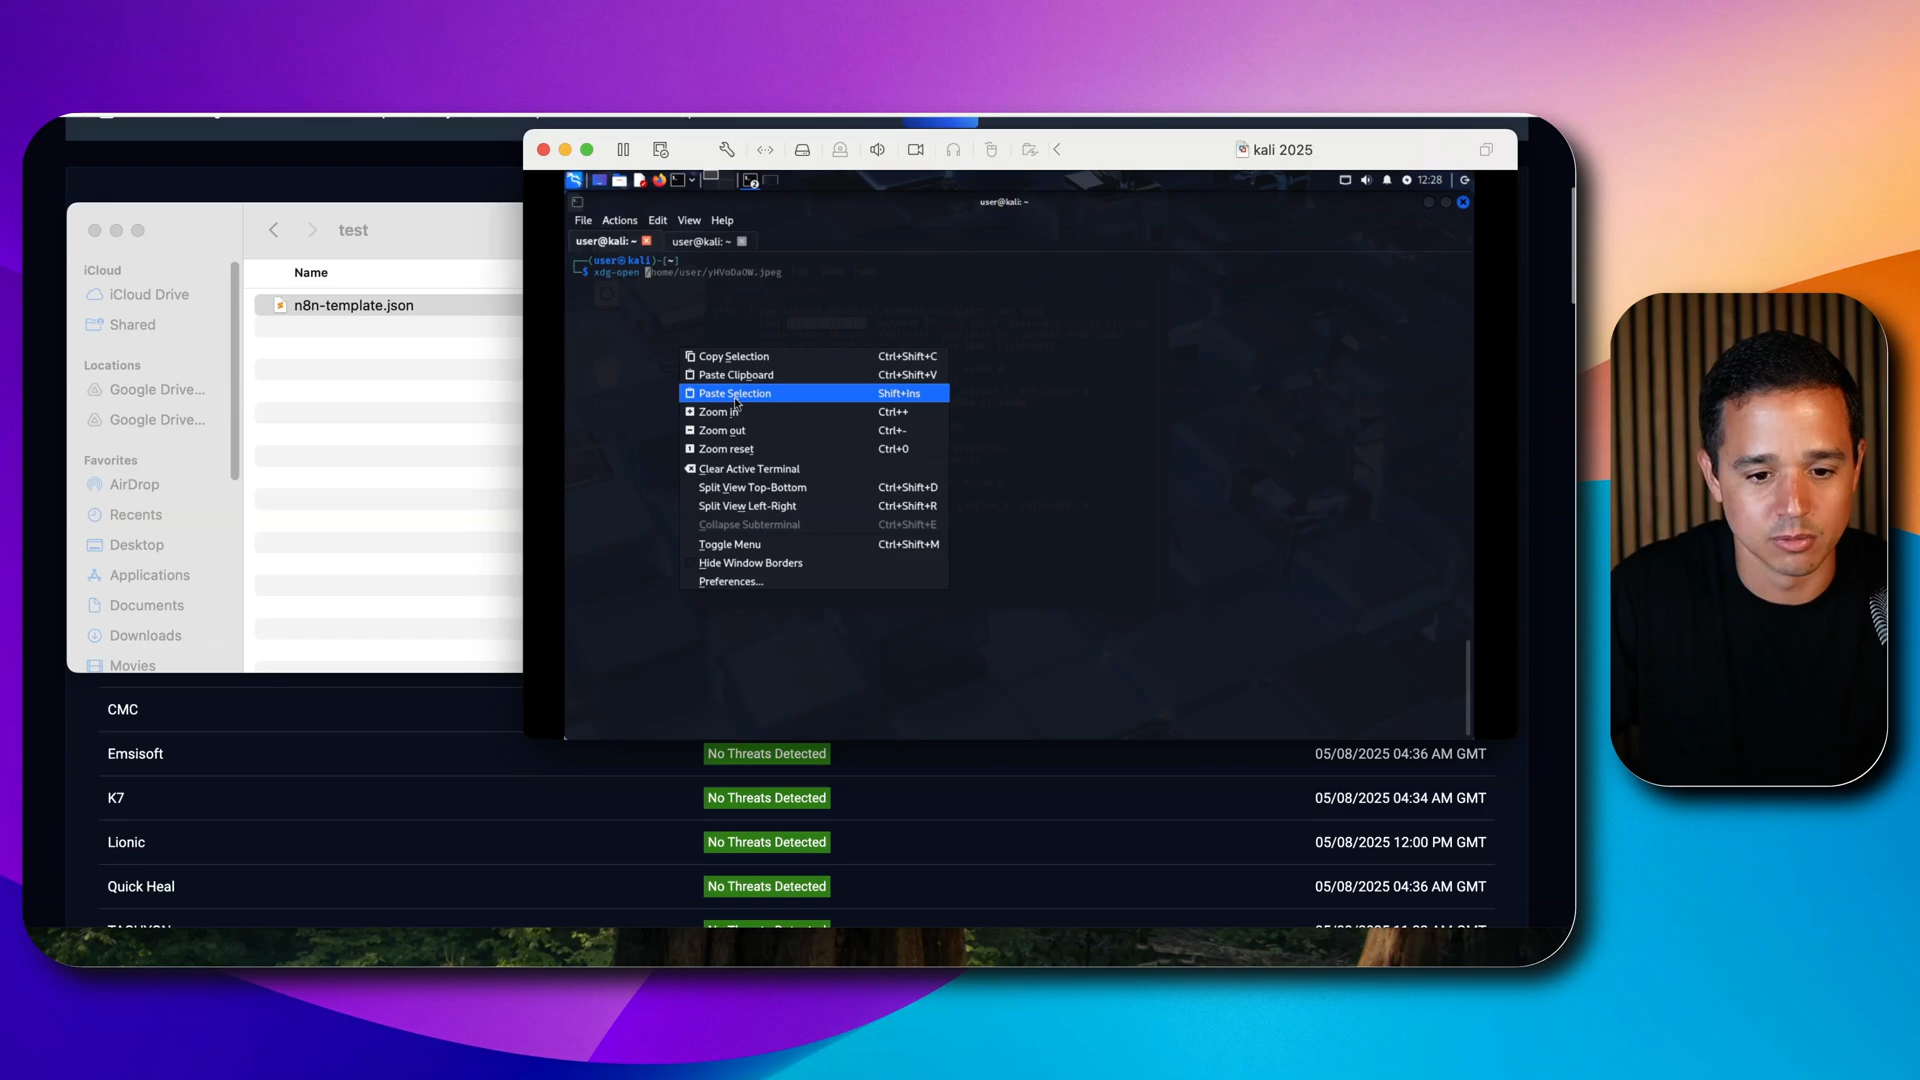 kali 2025
12:28
user@kali: ~
File Actions Edit View Help
user@kali: ~ user@kali: ~
(user㉿kali)-[~]
$ xdg-open /home/user/yHVoDaOW.jpeg
Copy Selection Ctrl+Shift+C
Paste Clipboard Ctrl+Shift+V
Paste Selection Shift+Ins
Zoom in Ctrl++
Zoom out Ctrl+-
Zoom reset Ctrl+0
Clear Active Terminal
Split View Top-Bottom Ctrl+Shift+D
Split View Left-Right Ctrl+Shift+R
Collapse Subterminal Ctrl+Shift+E
Toggle Menu Ctrl+Shift+M
Hide Window Borders
Preferences...
test
iCloud
iCloud Drive
Shared
Locations
Google Drive...
Google Drive...
Favorites
AirDrop
Recents
Desktop
Applications
Documents
Downloads
Movies
Name
n8n-template.json
CMC
Emsisoft No Threats Detected 05/08/2025 04:36 AM GMT
K7 No Threats Detected 05/08/2025 04:34 AM GMT
Lionic No Threats Detected 05/08/2025 12:00 PM GMT
Quick Heal No Threats Detected 05/08/2025 04:36 AM GMT